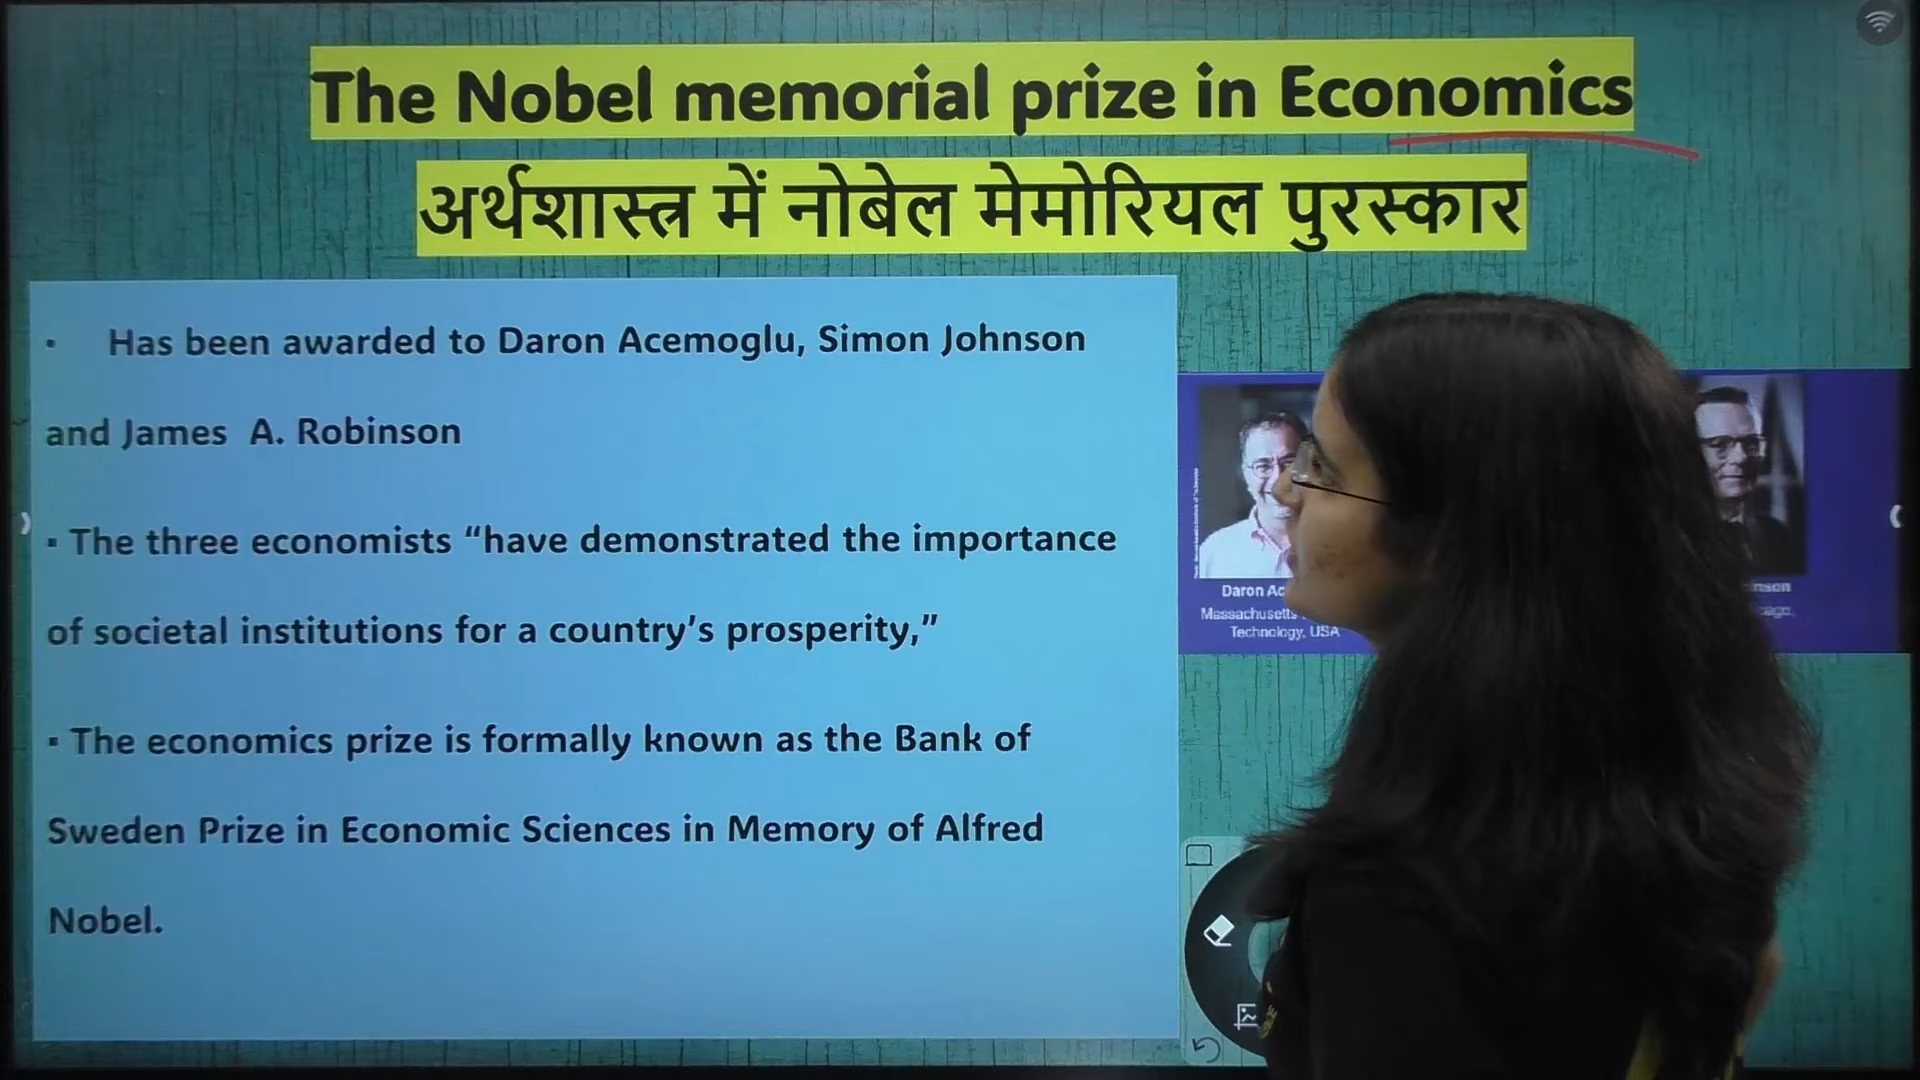 The Nobel memorial prize in Economics
अर्थशास्त्र में नोबेल मेमोरियल पुरस्कार
• Has been awarded to Daron Acemoglu, Simon Johnson
and James A. Robinson
▪ The three economists “have demonstrated the importance
of societal institutions for a country’s prosperity,”
▪ The economics prize is formally known as the Bank of
Sweden Prize in Economic Sciences in Memory of Alfred
Nobel.
Daron Ac
Massachusetts
Technology, USA